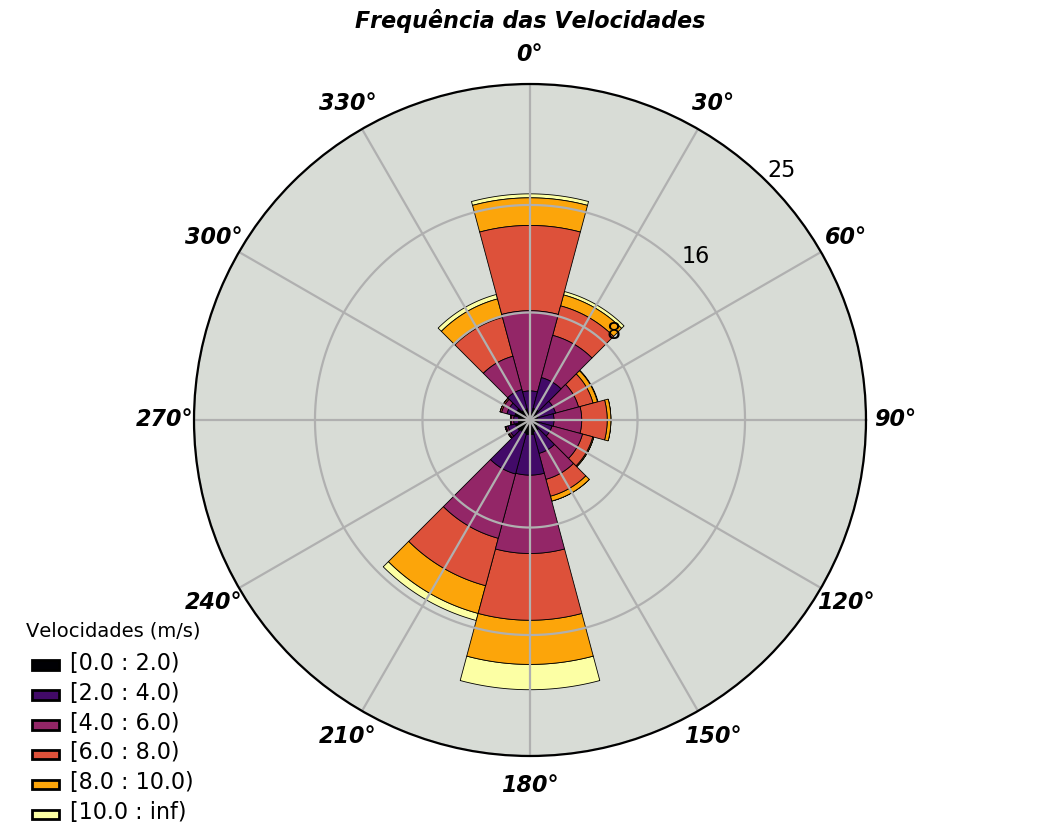 Frequência das Velocidades
0°
330°
30°
25
300°
60°
16
8
270°
90°
240°
120°
210°
150°
180°
Velocidades (m/s)
[0.0 : 2.0)
[2.0 : 4.0)
[4.0 : 6.0)
[6.0 : 8.0)
[8.0 : 10.0)
[10.0 : inf)